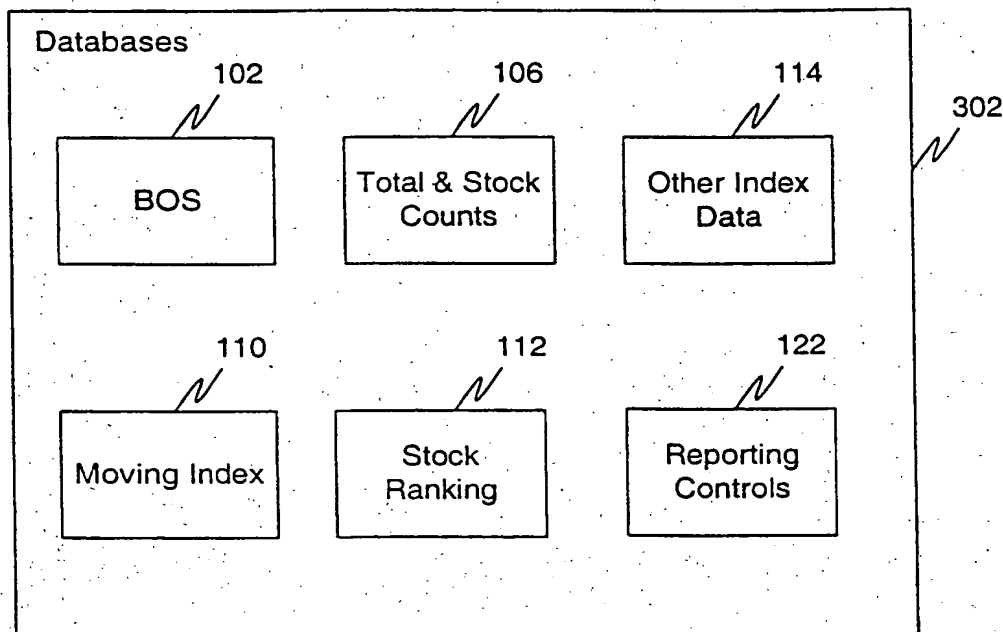 Databases
102
106
114
302
BOS
Total & Stock
Counts
Other Index
Data
110
112
122
Moving Index
Stock
Ranking
Reporting
Controls